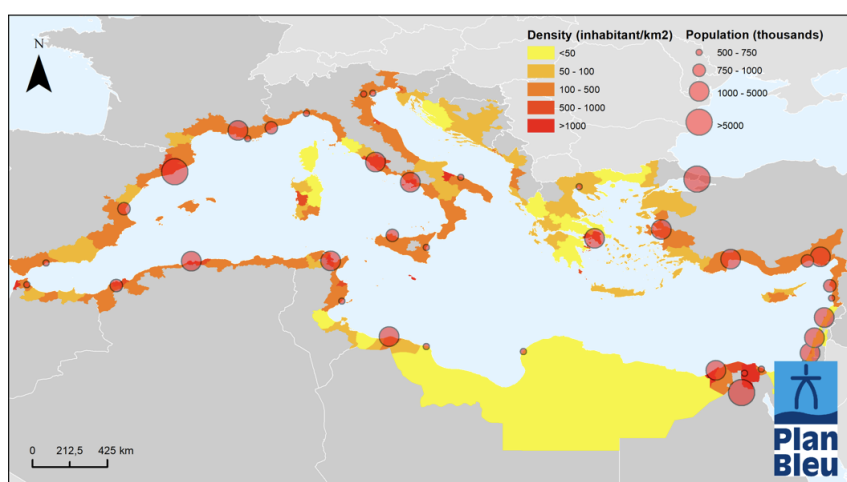 N
Density (inhabitant/km2)
<50
50 - 100
100 - 500
500 - 1000
>1000
Population (thousands)
500 - 750
750 - 1000
1000 - 5000
>5000
0 212,5 425 km
Plan
Bleu